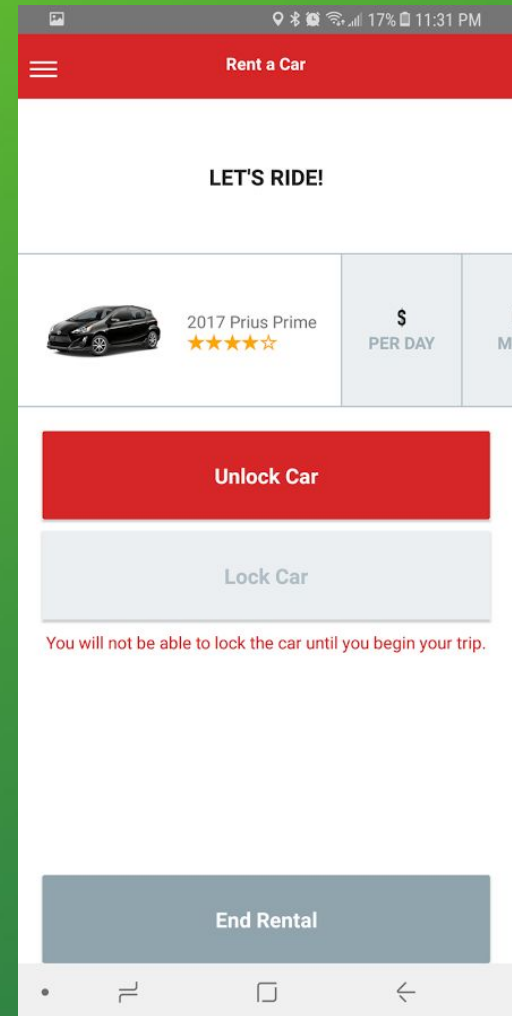 17% 11:31 PM
Rent a Car
LET'S RIDE!
2017 Prius Prime
$
PER DAY
M
Unlock Car
Lock Car
You will not be able to lock the car until you begin your trip.
End Rental